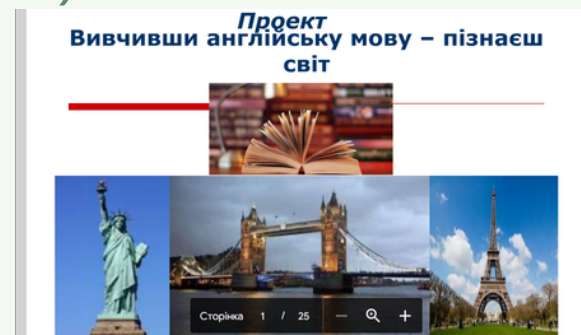 Проект
Вивчивши англійську мову – пізнаєш
світ
Сторінка 1 / 25